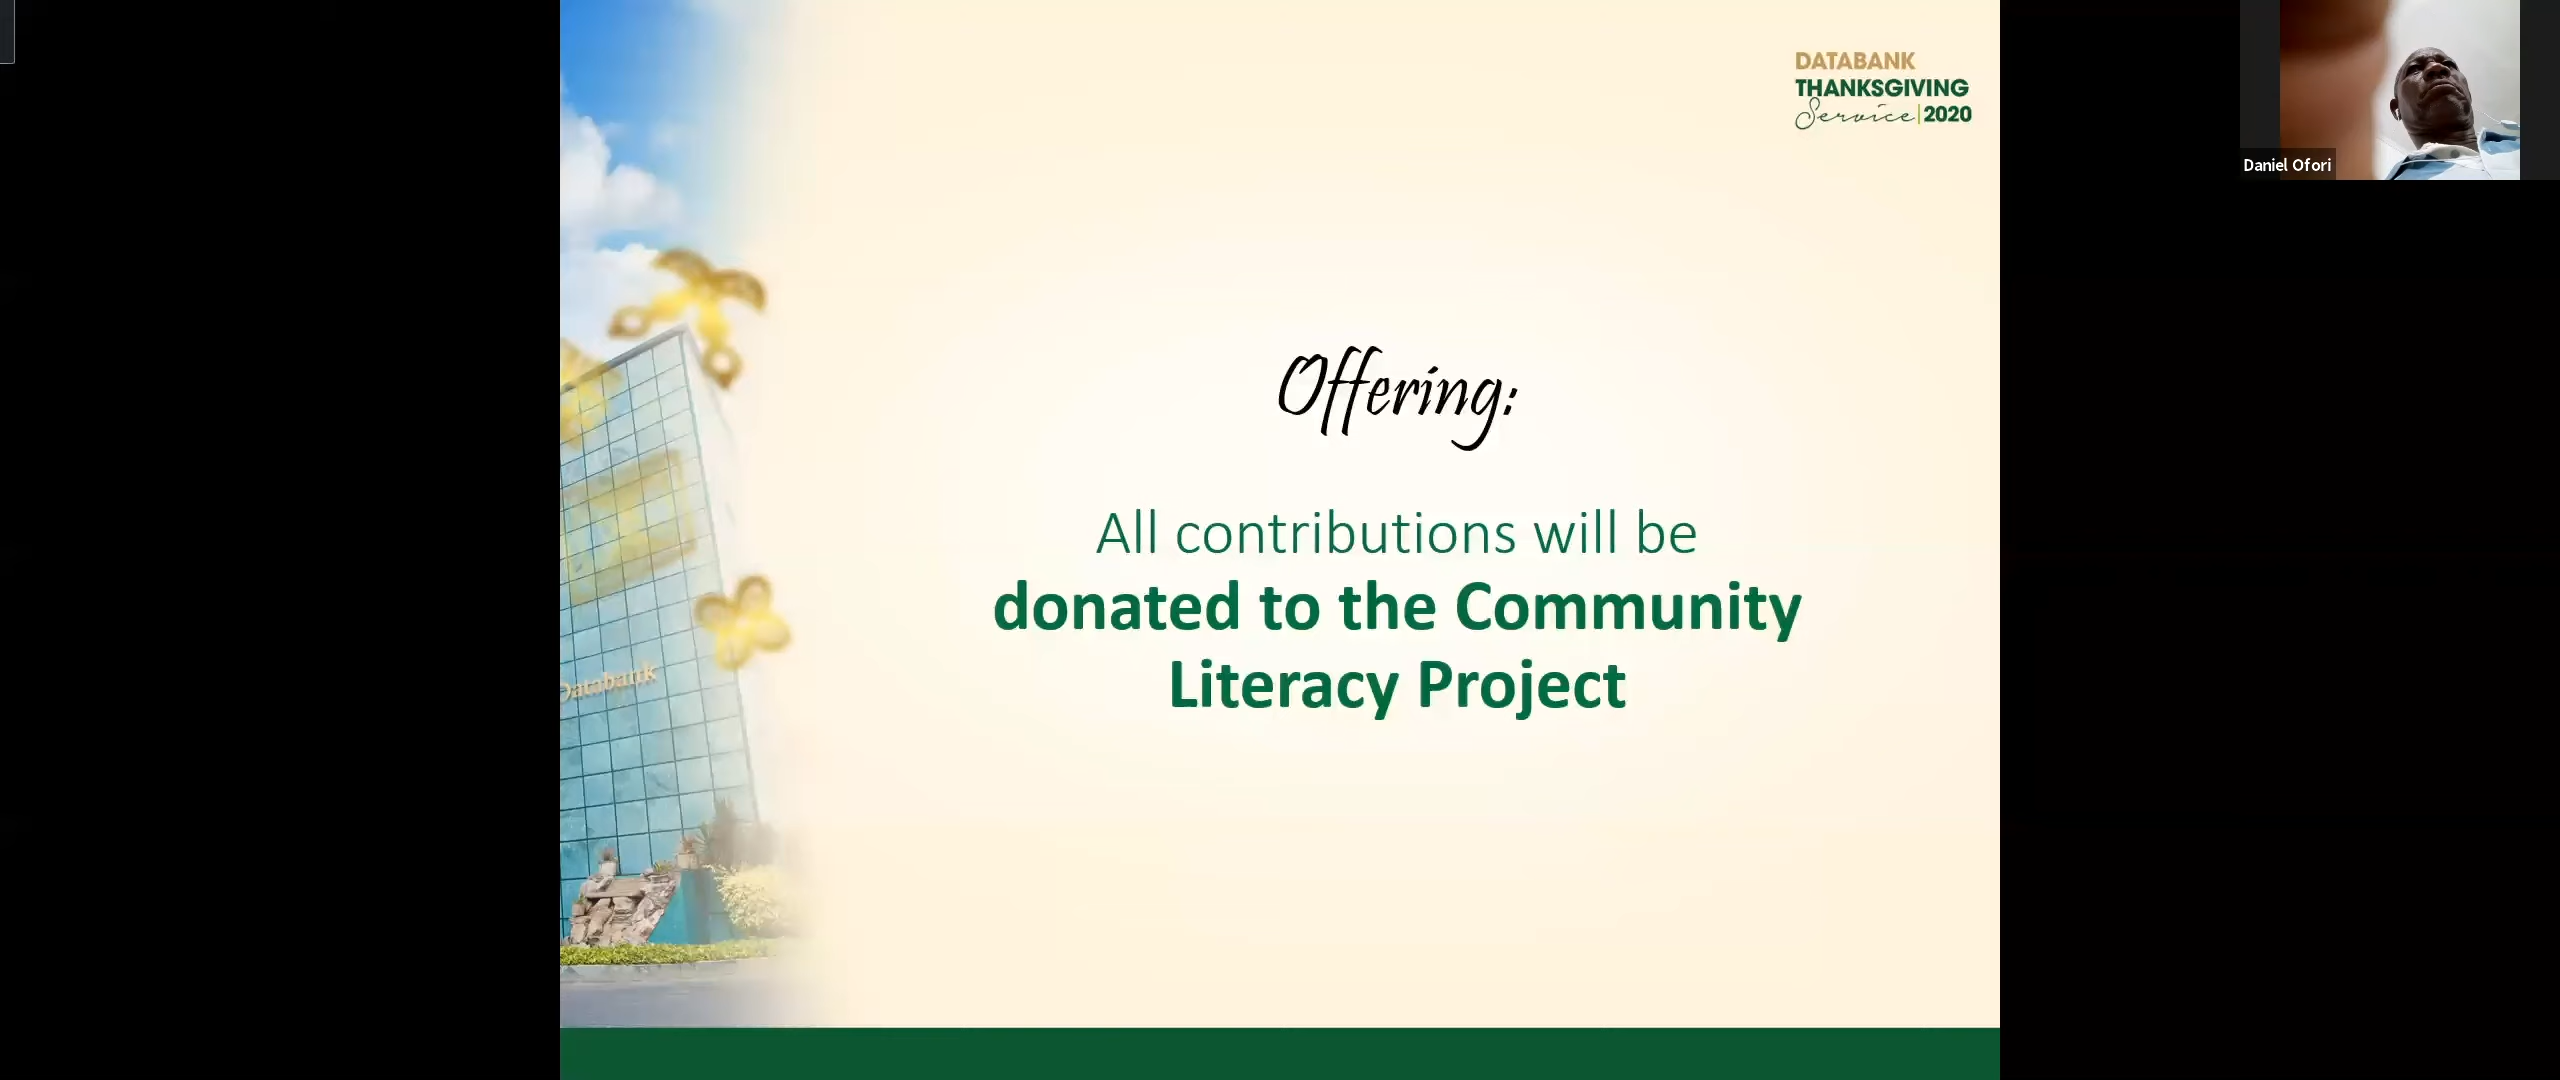 DATABANK
THANKSGIVING
Service | 2020
Daniel Ofori
Offering:
All contributions will be
donated to the Community
Literacy Project
Databank